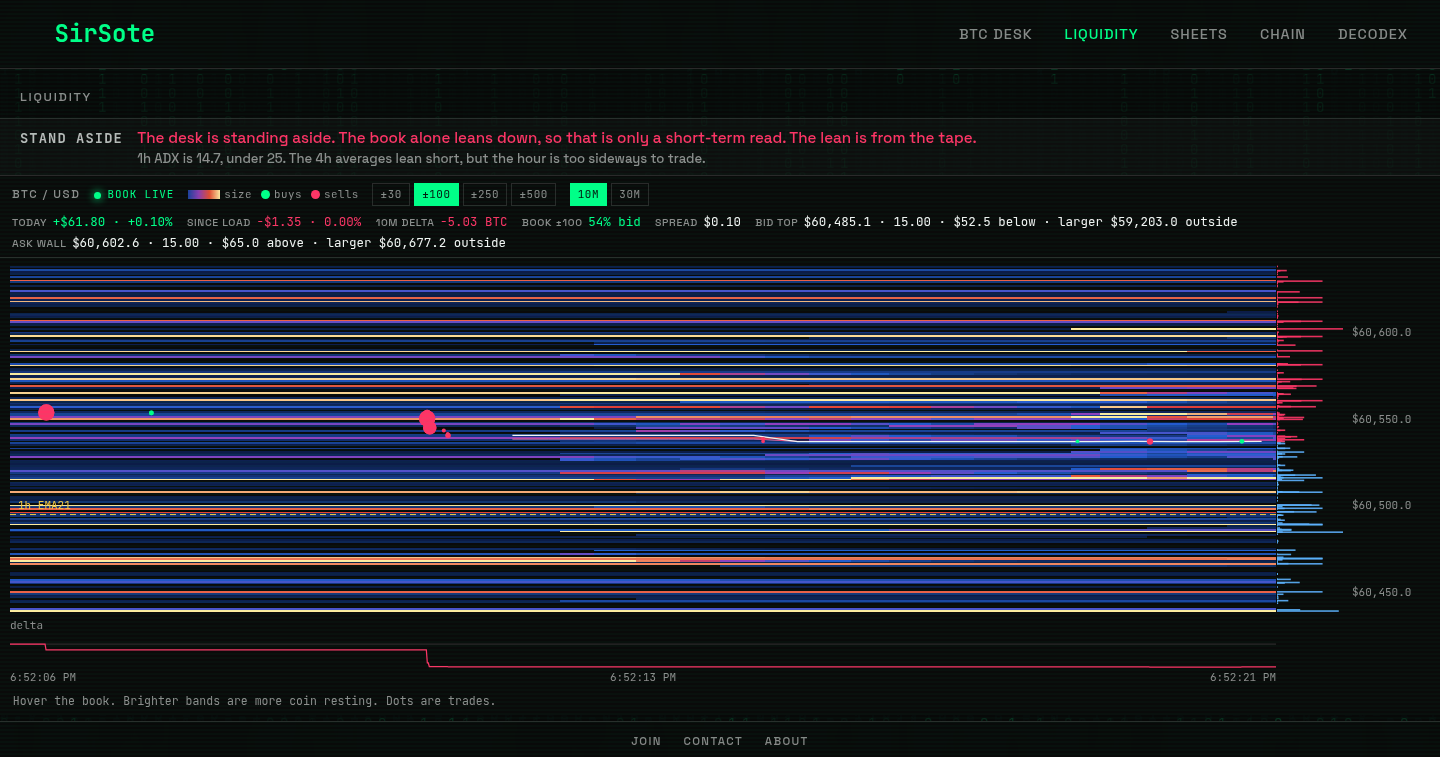 SirSote
BTC DESK LIQUIDITY SHEETS CHAIN DECODEX
LIQUIDITY
STAND ASIDE The desk is standing aside. The book alone leans down, so that is only a short-term read. The lean is from the tape.
1h ADX is 14.7, under 25. The 4h averages lean short, but the hour is too sideways to trade.
BTC / USD BOOK LIVE size buys sells ±30 ±100 ±250 ±500 10M 30M
TODAY +$61.80 · +0.10% SINCE LOAD -$1.35 · 0.00% 10M DELTA -5.03 BTC BOOK ±100 54% bid SPREAD $0.10 BID TOP $60,485.1 · 15.00 · $52.5 below · larger $59,203.0 outside
ASK WALL $60,602.6 · 15.00 · $65.0 above · larger $60,677.2 outside
$60,600.0
$60,550.0
1h EMA21
$60,500.0
$60,450.0
delta
6:52:06 PM 6:52:13 PM 6:52:21 PM
Hover the book. Brighter bands are more coin resting. Dots are trades.
JOIN CONTACT ABOUT